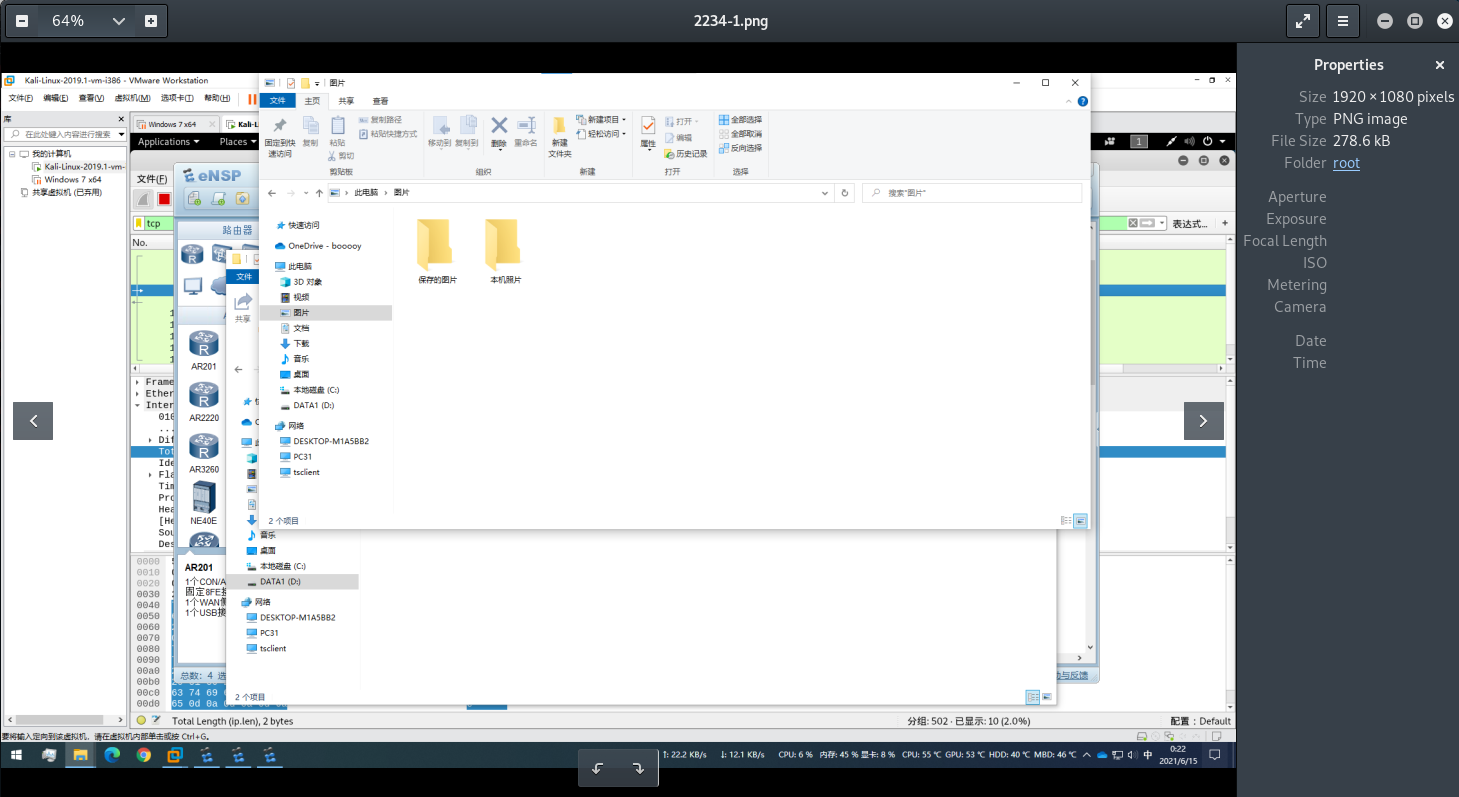 64%
2234-1.png
Kali-Linux-2019.1-vm-i386 - VMware Workstation
文件(F) 编辑(E) 查看(V) 虚拟机(M) 选项卡(T) 帮助(H)
库
在此处键入内容进行搜索
我的计算机
Kali-Linux-2019.1-vm-
Windows 7 x64
共享虚拟机 (已弃用)
Windows 7 x64
Kali-L
Applications
Places
1
文件(F)
tcp
表达式…
No.
eNSP
路由器
AR201
AR2220
AR3260
NE40E
AR201
1个CON/A
固定8FE接
1个WAN侧
1个USB接
总数: 4 选
动与反馈
Frame
Ether
Inter
010
...
Dif
Tot
Ide
Fla
Tim
Pro
Hea
[He
Sou
Des
0000
0010
0020
0030
0040
0050
0060
0070
0080
0090
00a0
00b0
00c0 63 74 69
00d0 65 0d 0a
Total Length (ip.len), 2 bytes
分组: 502 · 已显示: 10 (2.0%)
配置：Default
要将输入定向到该虚拟机，请在虚拟机内部单击或按 Ctrl+G。
图片
文件 主页 共享 查看
固定到快速访问
复制
粘贴
复制路径
粘贴快捷方式
剪切
剪贴板
移动到 复制到 删除 重命名
组织
新建文件夹
新建项目
轻松访问
新建
属性
打开
编辑
历史记录
打开
全部选择
全部取消
反向选择
选择
此电脑 › 图片
搜索"图片"
快速访问
OneDrive - booooy
此电脑
3D 对象
视频
图片
文档
下载
音乐
桌面
本地磁盘 (C:)
DATA1 (D:)
网络
DESKTOP-M1A5BB2
PC31
tsclient
保存的图片
本机照片
2 个项目
文件
共享
音乐
桌面
本地磁盘 (C:)
DATA1 (D:)
网络
DESKTOP-M1A5BB2
PC31
tsclient
2 个项目
↑: 22.2 KB/s ↓: 12.1 KB/s CPU: 6 % 内存: 45 % 显卡: 8 % CPU: 55 ℃ GPU: 53 ℃ HDD: 40 ℃ MBD: 46 ℃
中
0:22
2021/6/15
Properties
Size 1920 × 1080 pixels
Type PNG image
File Size 278.6 kB
Folder root
Aperture
Exposure
Focal Length
ISO
Metering
Camera
Date
Time